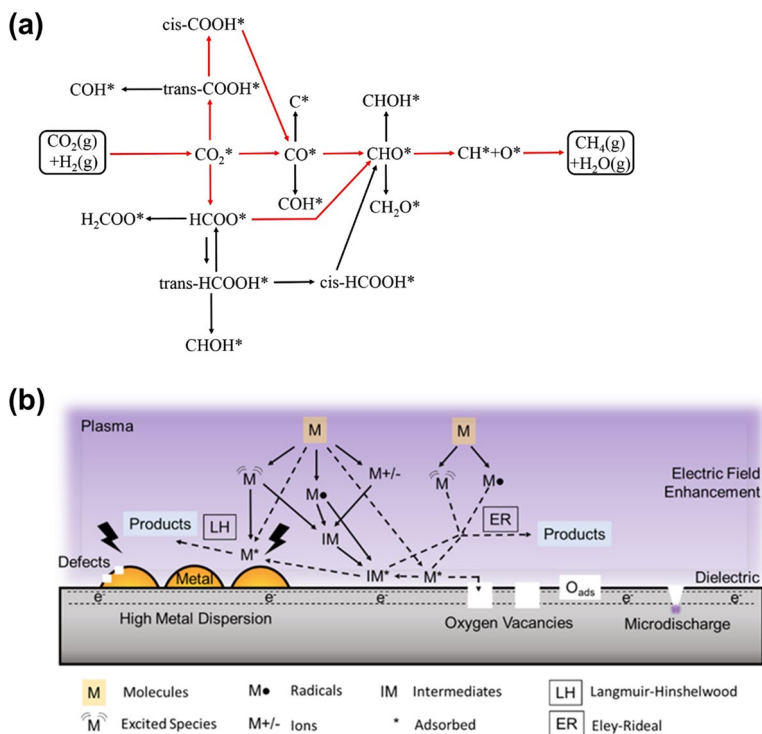 (a)
cis-COOH*
COH*
trans-COOH*
C*
CHOH*
CO₂(g)
+H₂(g)
CO₂*
CO*
CHO*
CH*+O*
CH₄(g)
+H₂O(g)
H₂COO*
HCOO*
COH*
CH₂O*
trans-HCOOH*
cis-HCOOH*
CHOH*
(b)
Plasma
M
M
Electric Field
Enhancement
M
M●
M+/-
M
M●
Products
LH
IM
ER
Products
Defects
M*
IM*
M*
Metal
Dielectric
O_ads
e⁻
e⁻
e⁻
e⁻
e⁻
High Metal Dispersion
Oxygen Vacancies
Microdischarge
M Molecules
M● Radicals
IM Intermediates
LH Langmuir-Hinshelwood
M Excited Species
M+/- Ions
* Adsorbed
ER Eley-Rideal